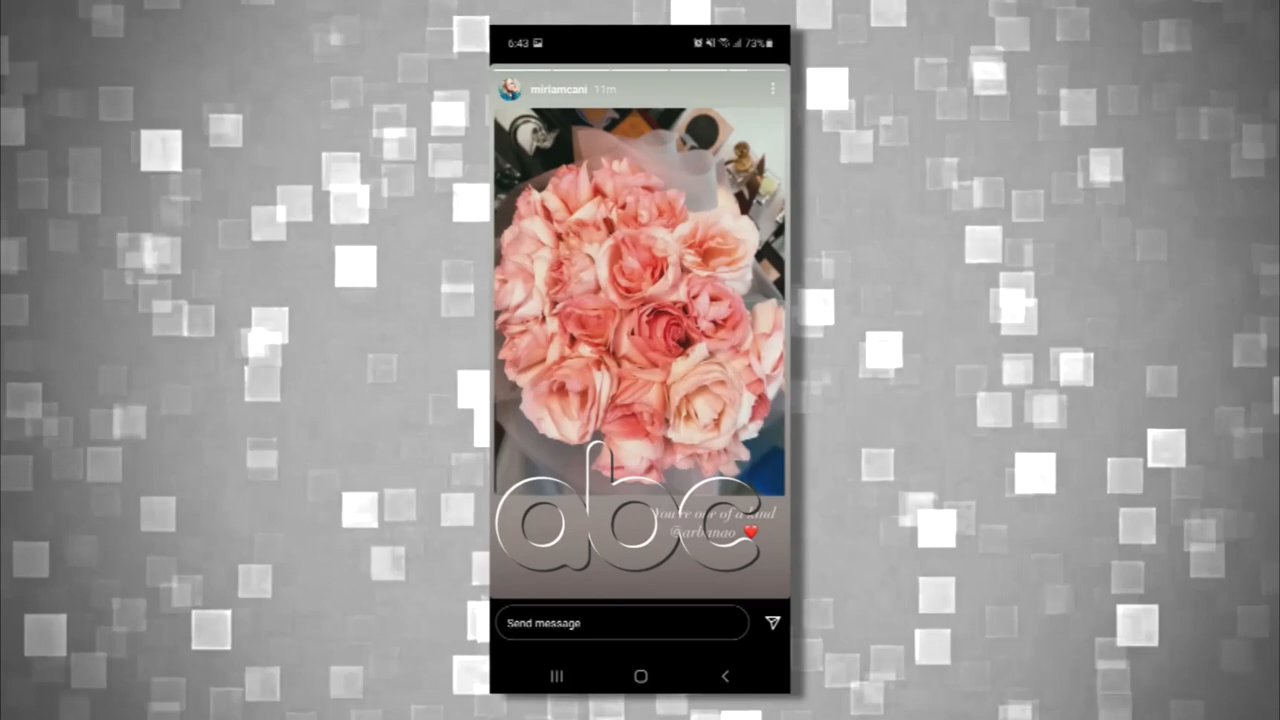 6:43 73%
miriamcani 11m
You're one of a kind
@arbanao ❤️
abc
Send message